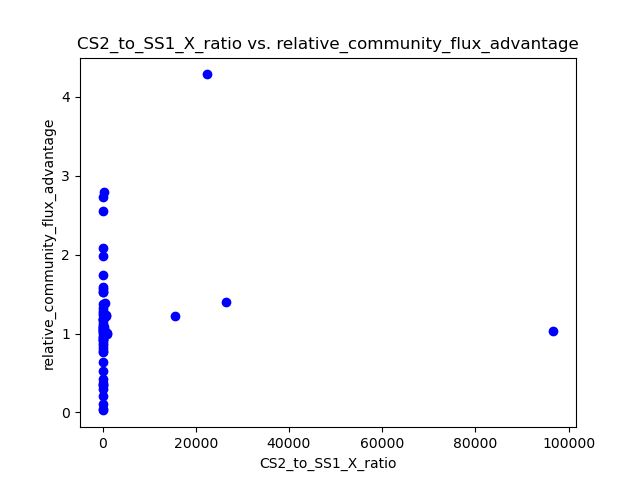 CS2_to_SS1_X_ratio vs. relative_community_flux_advantage
relative_community_flux_advantage
4
3
2
1
0
0 20000 40000 60000 80000 100000
CS2_to_SS1_X_ratio